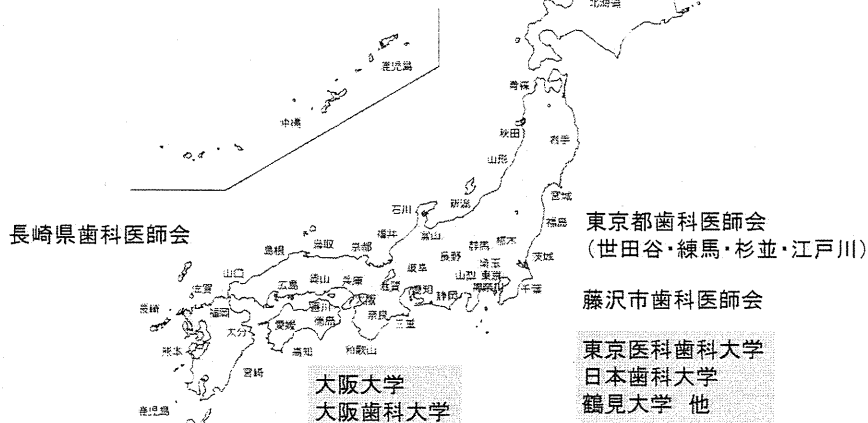 北海道
鹿児島
沖縄
青森
秋田
岩手
山形
宮城
新潟
福島
石川
富山
福井
群馬
栃木
茨城
長野
埼玉
岐阜
山梨
東京
神奈川
千葉
静岡
愛知
三重
滋賀
京都
兵庫
大阪
奈良
和歌山
鳥取
島根
岡山
広島
山口
香川
徳島
愛媛
高知
福岡
佐賀
長崎
大分
熊本
宮崎
鹿児島
長崎県歯科医師会
東京都歯科医師会
(世田谷・練馬・杉並・江戸川)
藤沢市歯科医師会
東京医科歯科大学
日本歯科大学
鶴見大学 他
大阪大学
大阪歯科大学